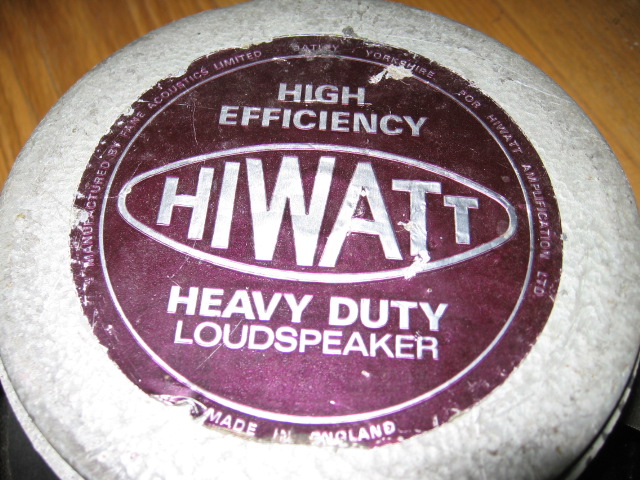 MANUFACTURED BY FANE ACOUSTICS LIMITED BATLEY YORKSHIRE FOR HIWATT AMPLIFICATION LTD
HIGH
EFFICIENCY
HIWATT
HEAVY DUTY
LOUDSPEAKER
MADE IN ENGLAND